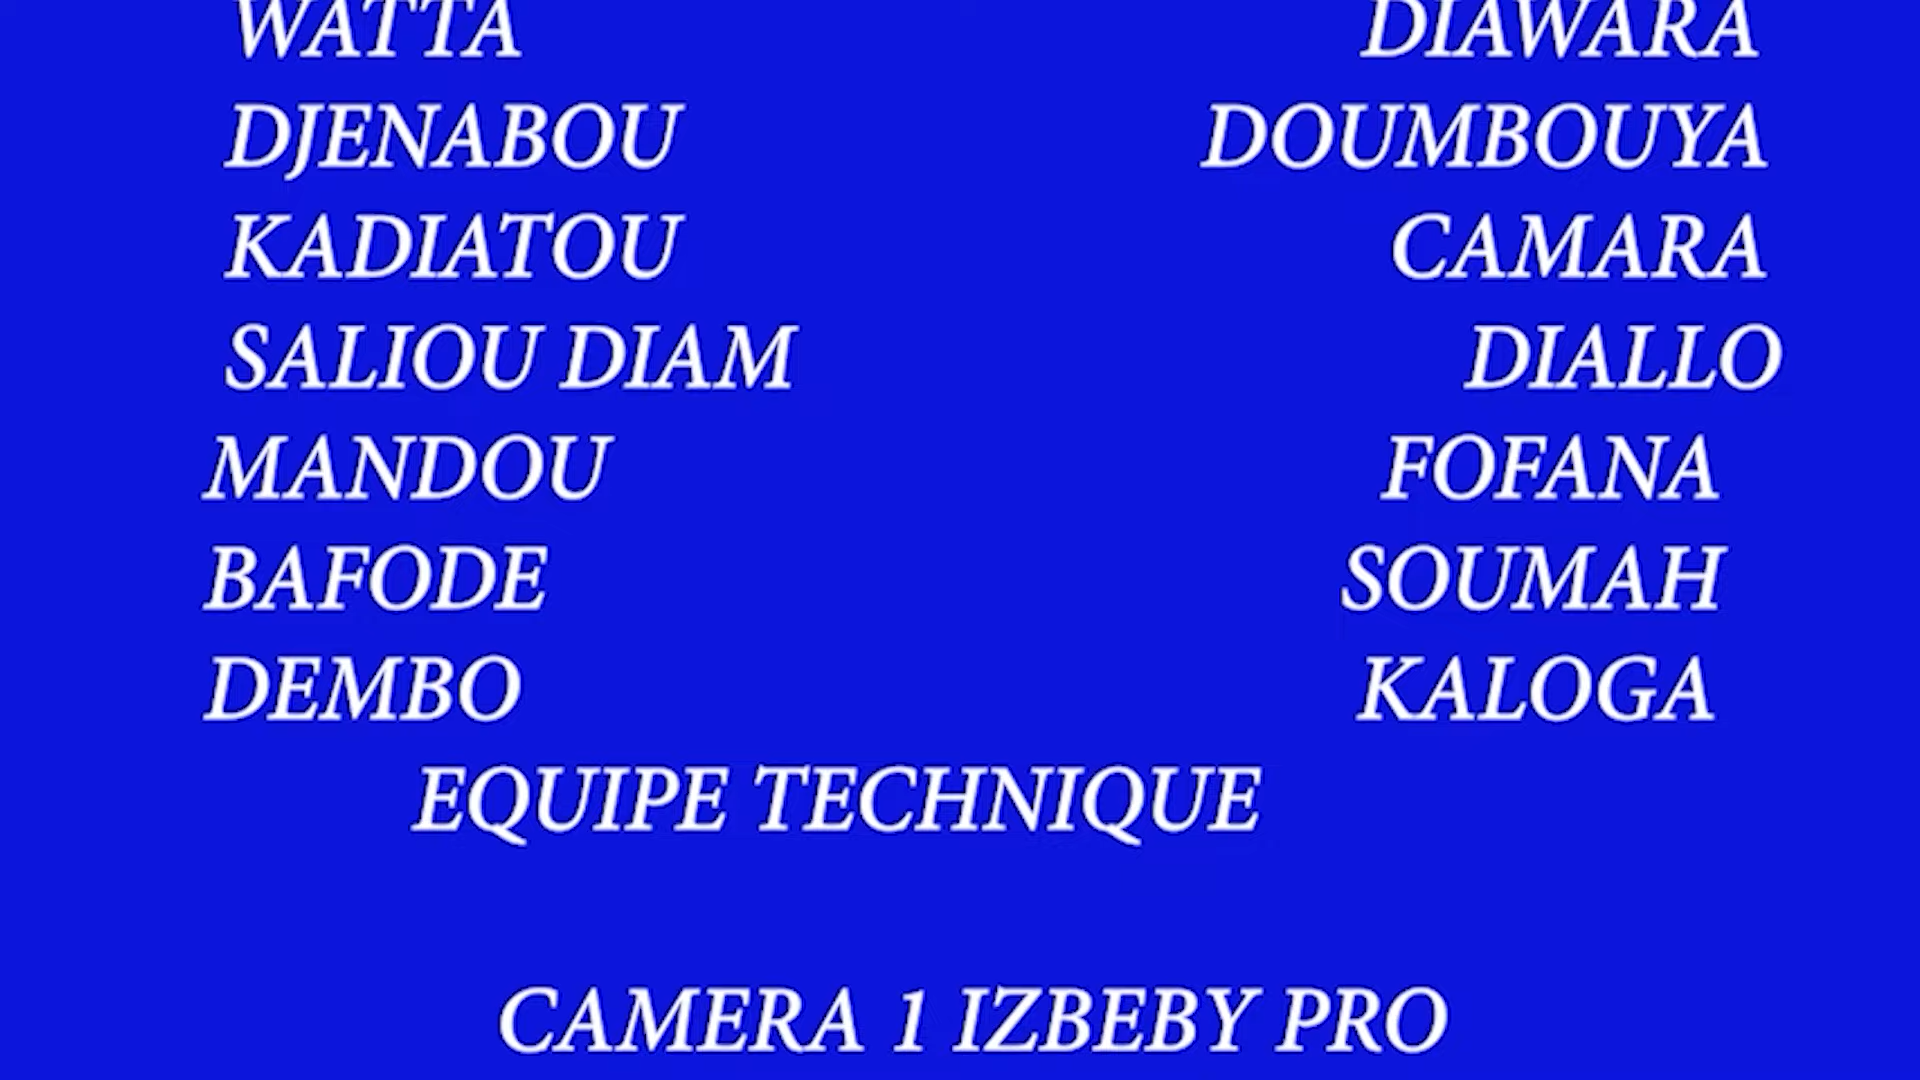 WATTA DIAWARA
DJENABOU DOUMBOUYA
KADIATOU CAMARA
SALIOU DIAM DIALLO
MANDOU FOFANA
BAFODE SOUMAH
DEMBO KALOGA
EQUIPE TECHNIQUE
CAMERA 1 IZBEBY PRO